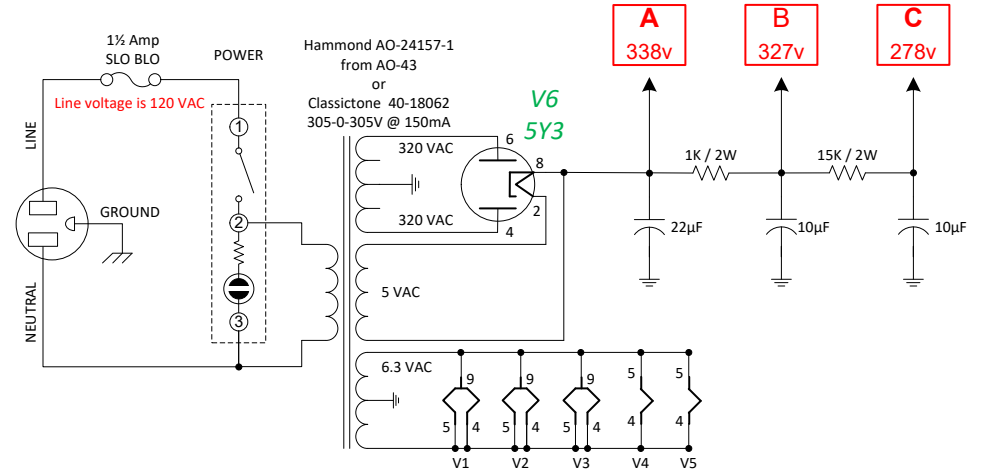 1½ Amp
SLO BLO
POWER
Line voltage is 120 VAC
LINE
NEUTRAL
GROUND
1
2
3
Hammond AO-24157-1
from AO-43
or
Classictone 40-18062
305-0-305V @ 150mA
320 VAC
320 VAC
5 VAC
6.3 VAC
V6
5Y3
6
8
2
4
A
338v
B
327v
C
278v
1K / 2W
15K / 2W
22µF
10µF
10µF
9
9
9
5
5
5 4
5 4
5 4
4
4
V1
V2
V3
V4
V5